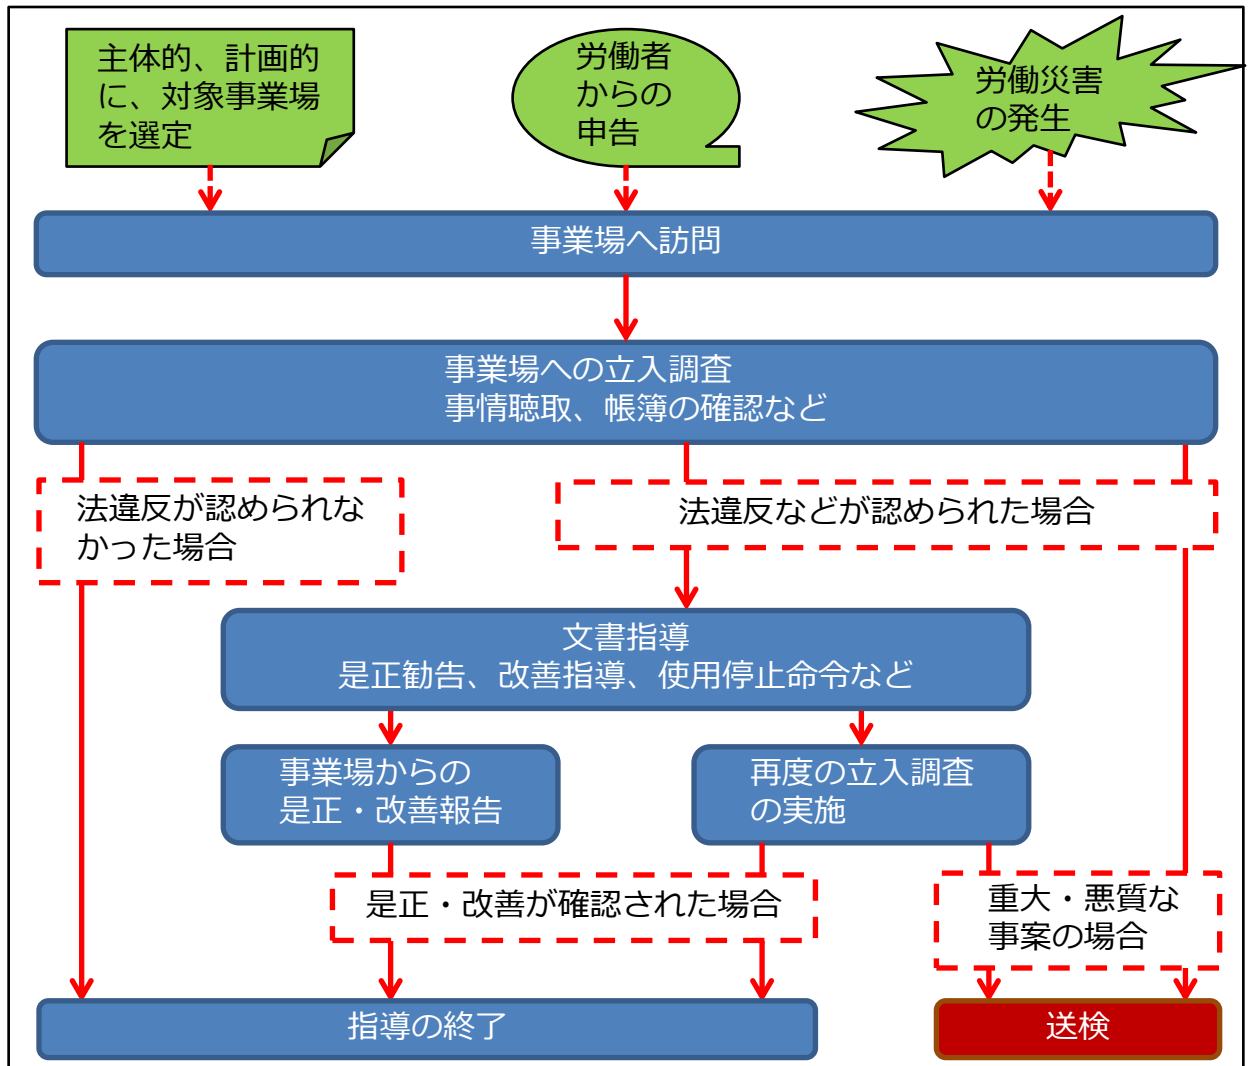 主体的、計画的
に、対象事業場
を選定
労働者
からの
申告
労働災害
の発生
事業場へ訪問
事業場への立入調査
事情聴取、帳簿の確認など
法違反が認められな
かった場合
法違反などが認められた場合
文書指導
是正勧告、改善指導、使用停止命令など
事業場からの
是正・改善報告
再度の立入調査
の実施
是正・改善が確認された場合
重大・悪質な
事案の場合
指導の終了
送検